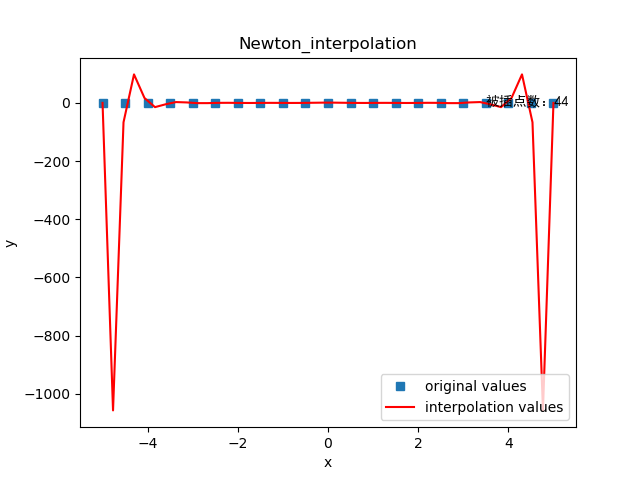 Newton_interpolation
被插点数：44
0
−200
−400
−600
−800
−1000
y
−4
−2
0
2
4
x
original values
interpolation values